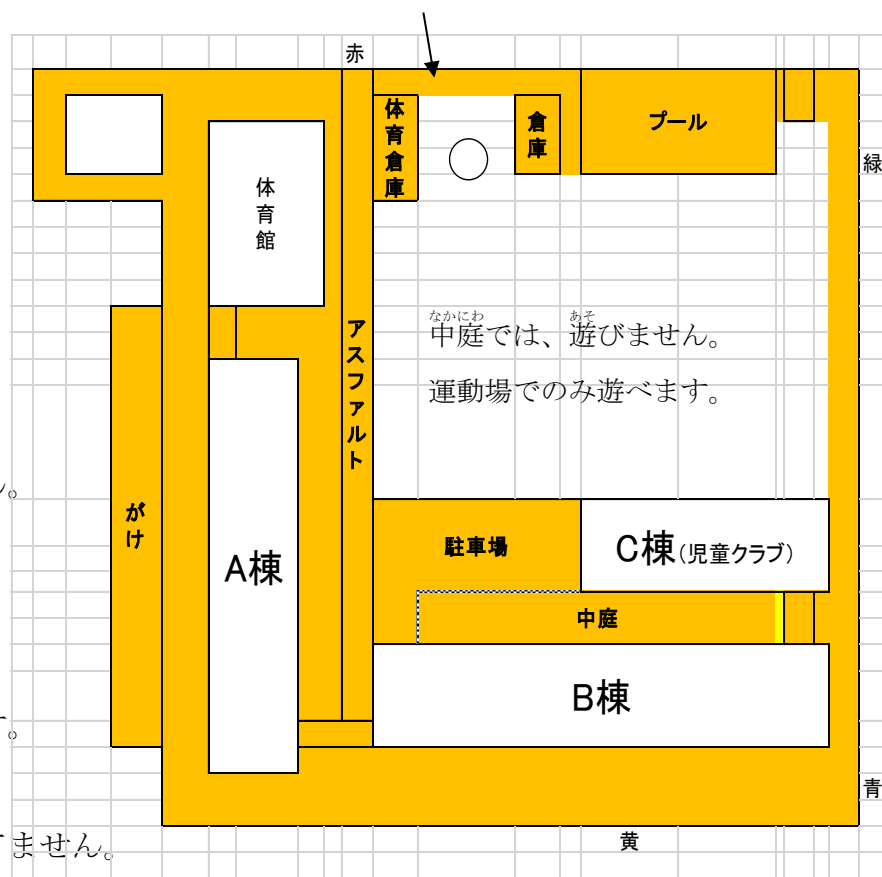 赤
体育倉庫
倉庫
プール
緑
体育館
なかにわ あそ
中庭では、遊びません。
運動場でのみ遊べます。
アスファルト
ん。
がけ
駐車場
C棟(児童クラブ)
A棟
中庭
B棟
。
青
黄
ません。